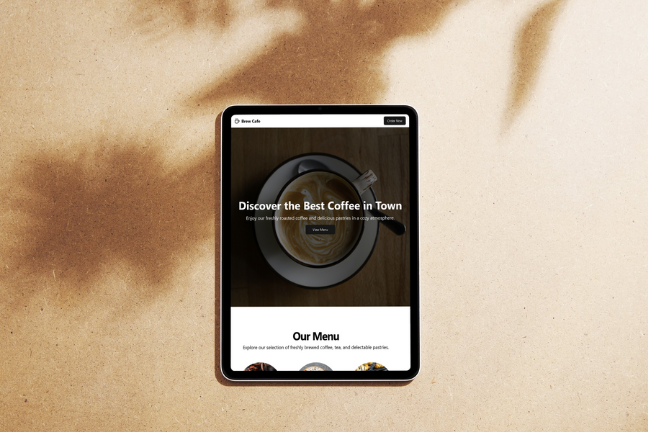 Brew Cafe
Order Now
Discover the Best Coffee in Town
Enjoy our freshly roasted coffee and delicious pastries in a cozy atmosphere
View Menu
Our Menu
Explore our selection of freshly brewed coffee, tea, and delectable pastries.